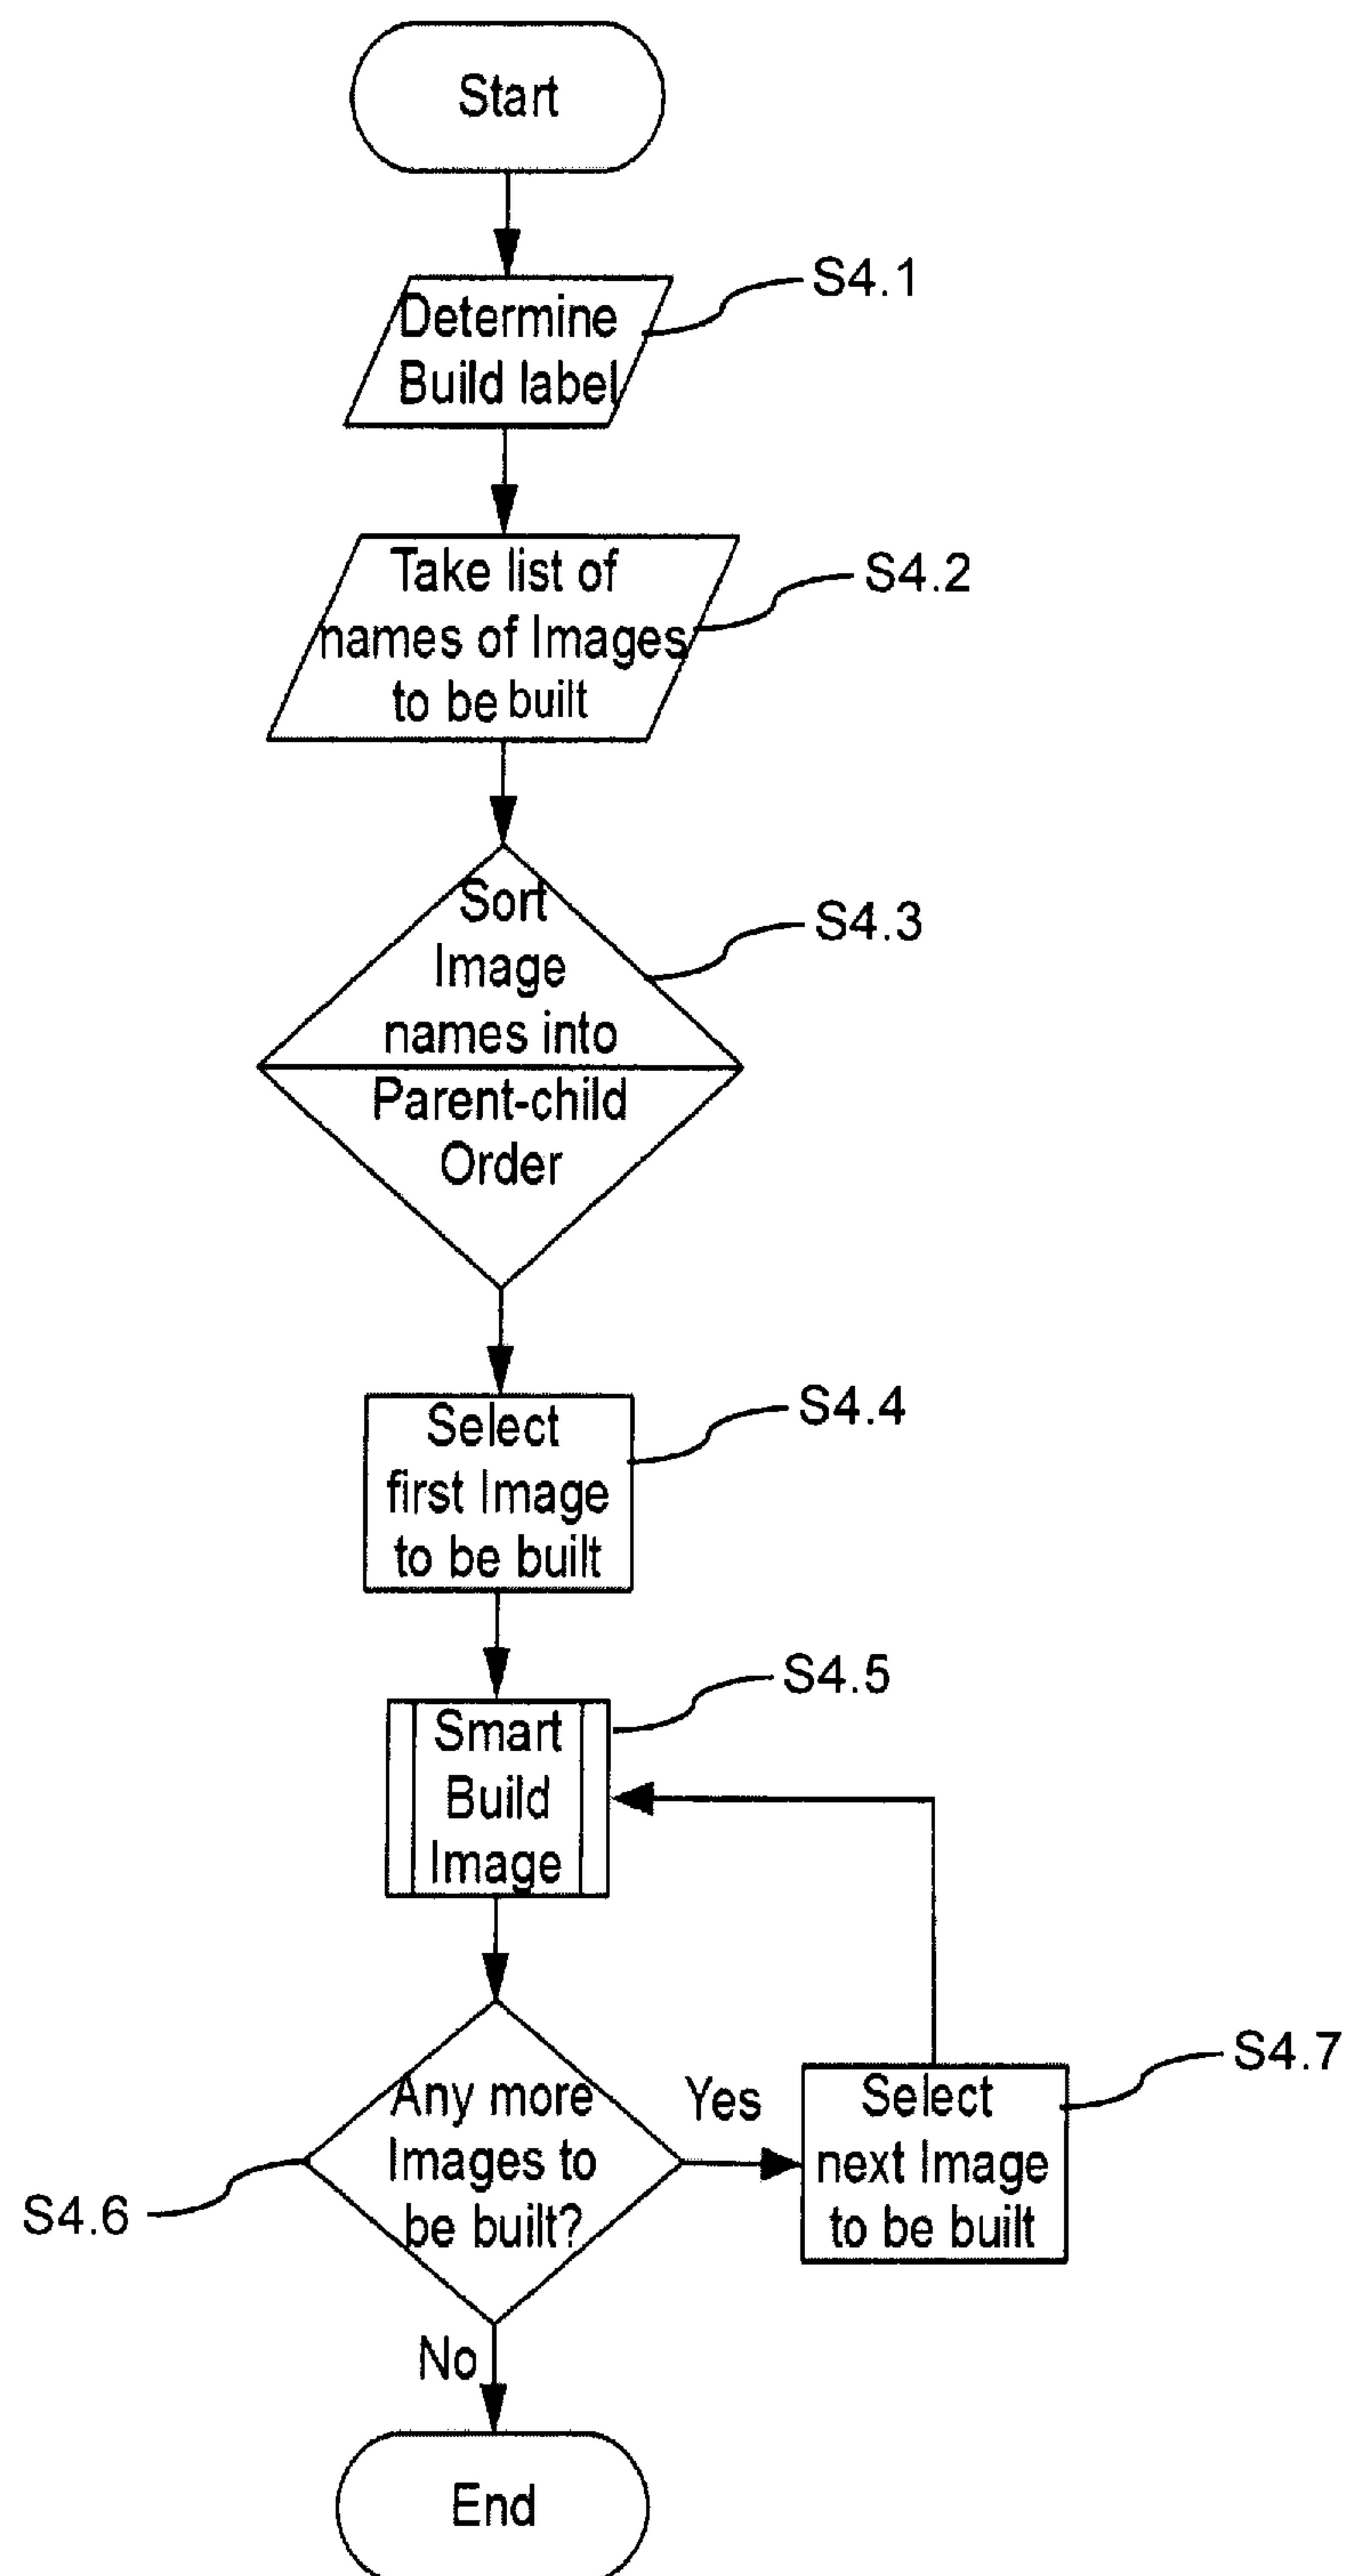 Start
S4.1
Determine
Build label
S4.2
Take list of
names of Images
to be built
S4.3
Sort
Image
names into
Parent-child
Order
S4.4
Select
first Image
to be built
S4.5
Smart
Build
Image
S4.6
Any more
Images to
be built?
Yes
S4.7
Select
next Image
to be built
No
End